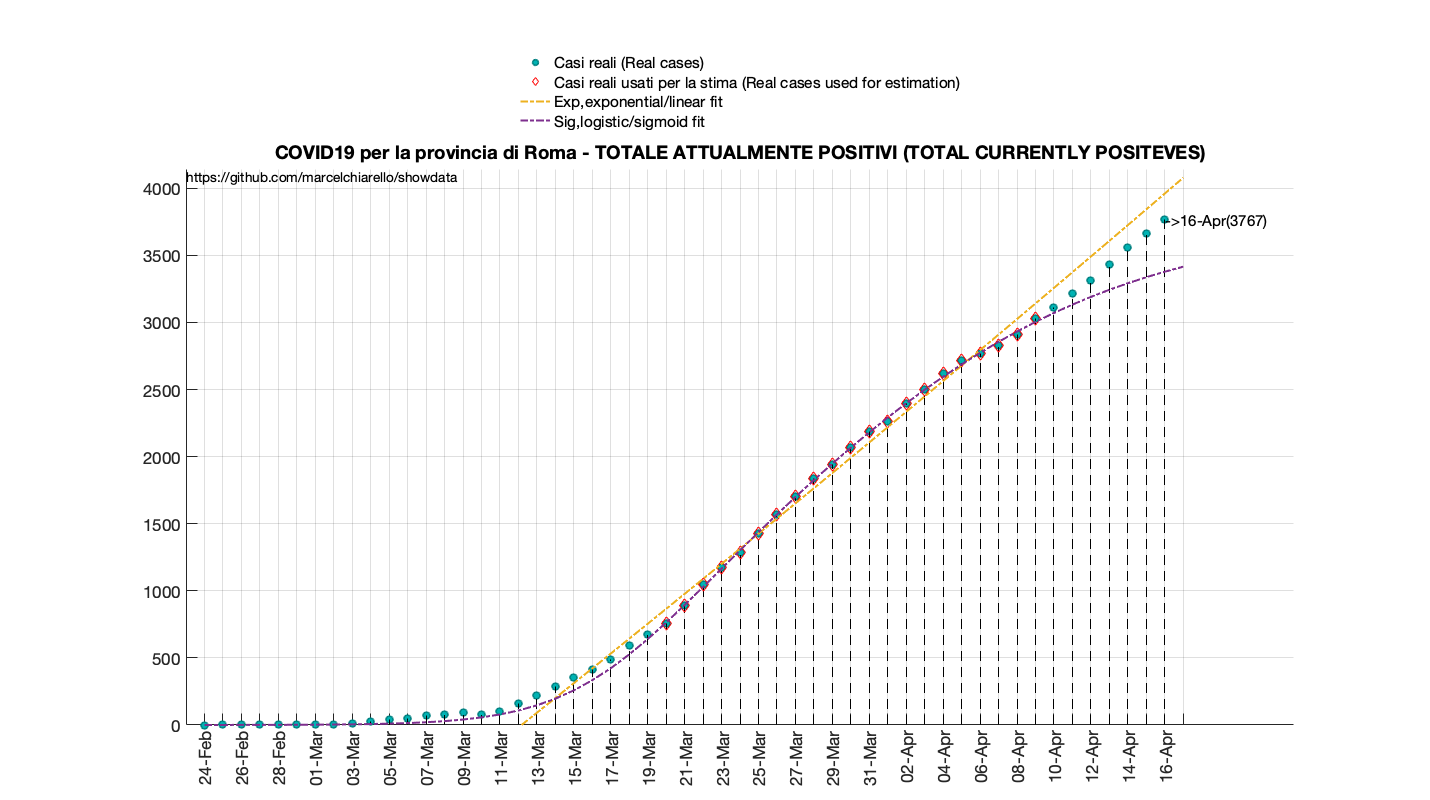 Casi reali (Real cases)
Casi reali usati per la stima (Real cases used for estimation)
Exp,exponential/linear fit
Sig,logistic/sigmoid fit
COVID19 per la provincia di Roma - TOTALE ATTUALMENTE POSITIVI (TOTAL CURRENTLY POSITEVES)
https://github.com/marcelchiarello/showdata
4000
3500
3000
2500
2000
1500
1000
500
0
->16-Apr(3767)
24-Feb
26-Feb
28-Feb
01-Mar
03-Mar
05-Mar
07-Mar
09-Mar
11-Mar
13-Mar
15-Mar
17-Mar
19-Mar
21-Mar
23-Mar
25-Mar
27-Mar
29-Mar
31-Mar
02-Apr
04-Apr
06-Apr
08-Apr
10-Apr
12-Apr
14-Apr
16-Apr